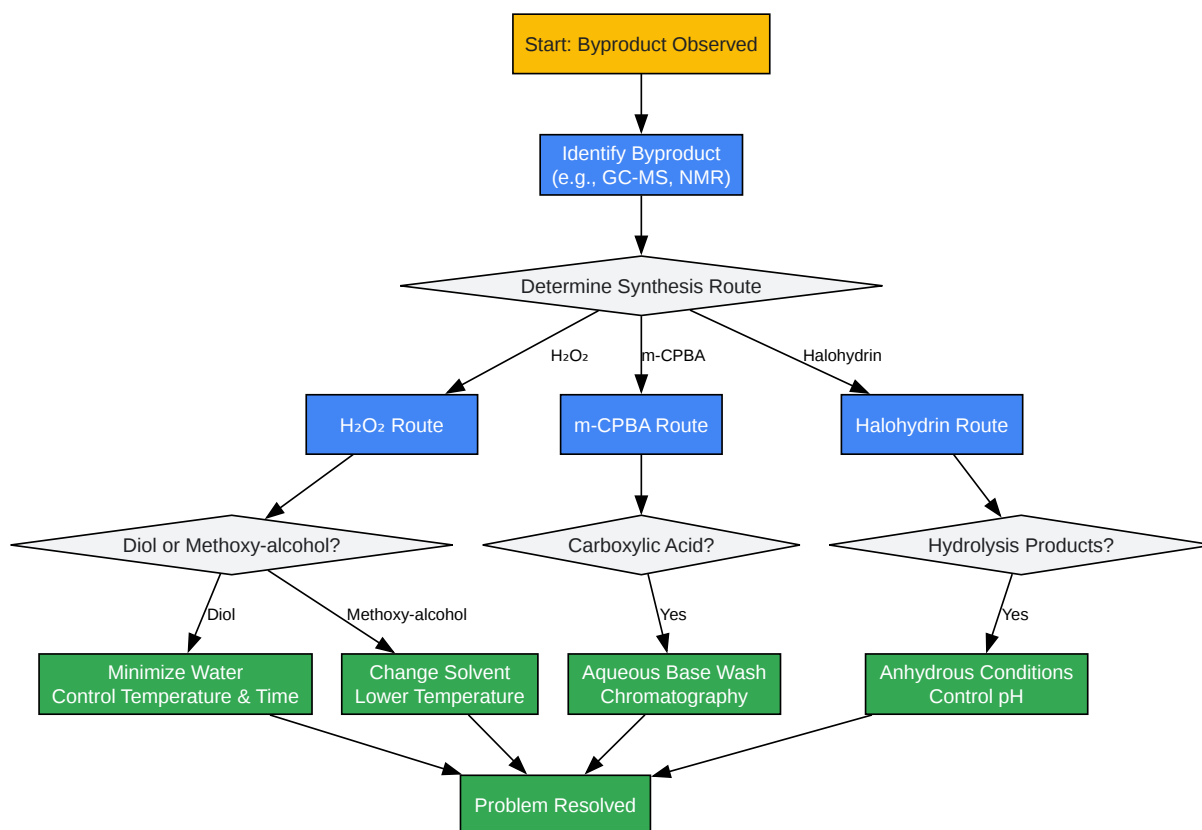 Start: Byproduct Observed
Identify Byproduct
(e.g., GC-MS, NMR)
Determine Synthesis Route
H₂O₂
m-CPBA
Halohydrin
H₂O₂ Route
m-CPBA Route
Halohydrin Route
Diol or Methoxy-alcohol?
Carboxylic Acid?
Hydrolysis Products?
Diol
Methoxy-alcohol
Yes
Yes
Minimize Water
Control Temperature & Time
Change Solvent
Lower Temperature
Aqueous Base Wash
Chromatography
Anhydrous Conditions
Control pH
Problem Resolved